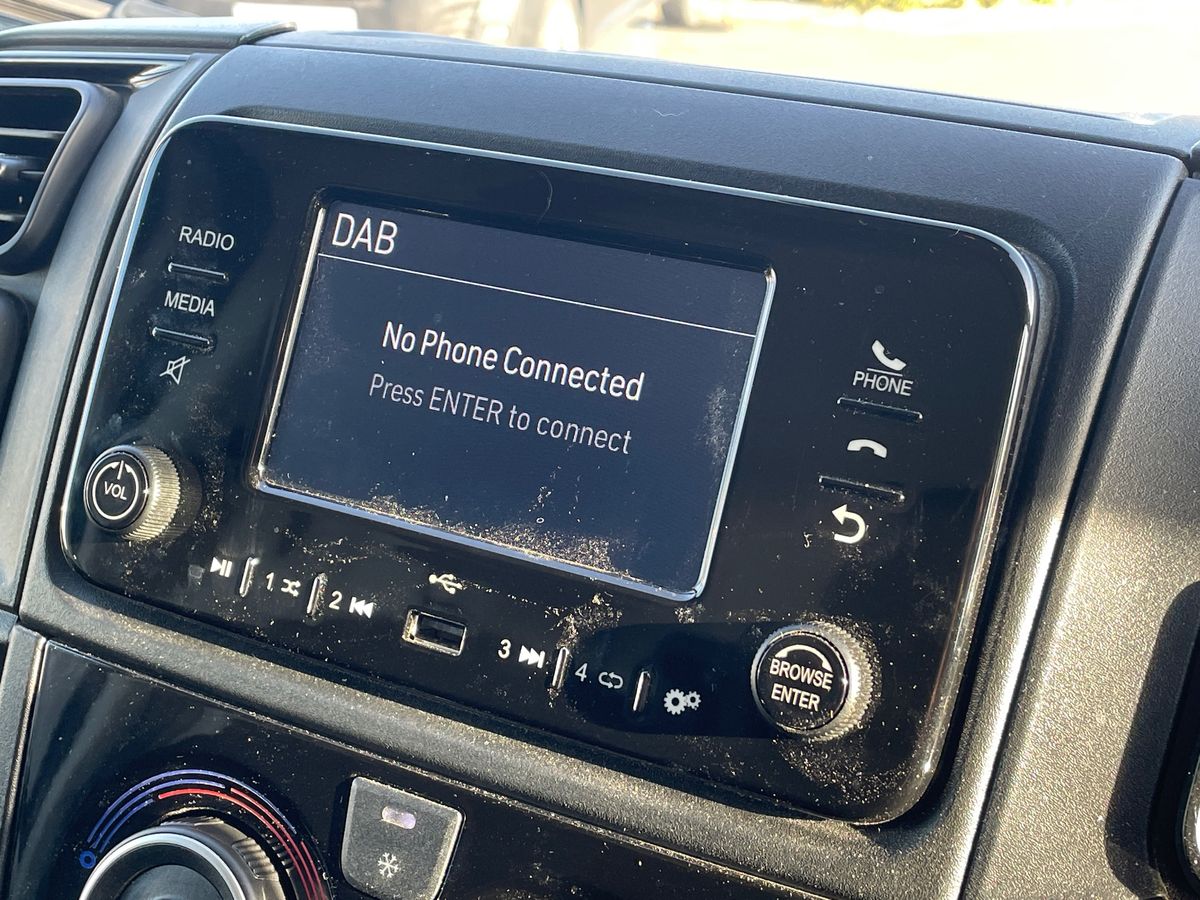 RADIO
MEDIA
DAB
No Phone Connected
Press ENTER to connect
PHONE
VOL
1
2
3
4
BROWSE
ENTER